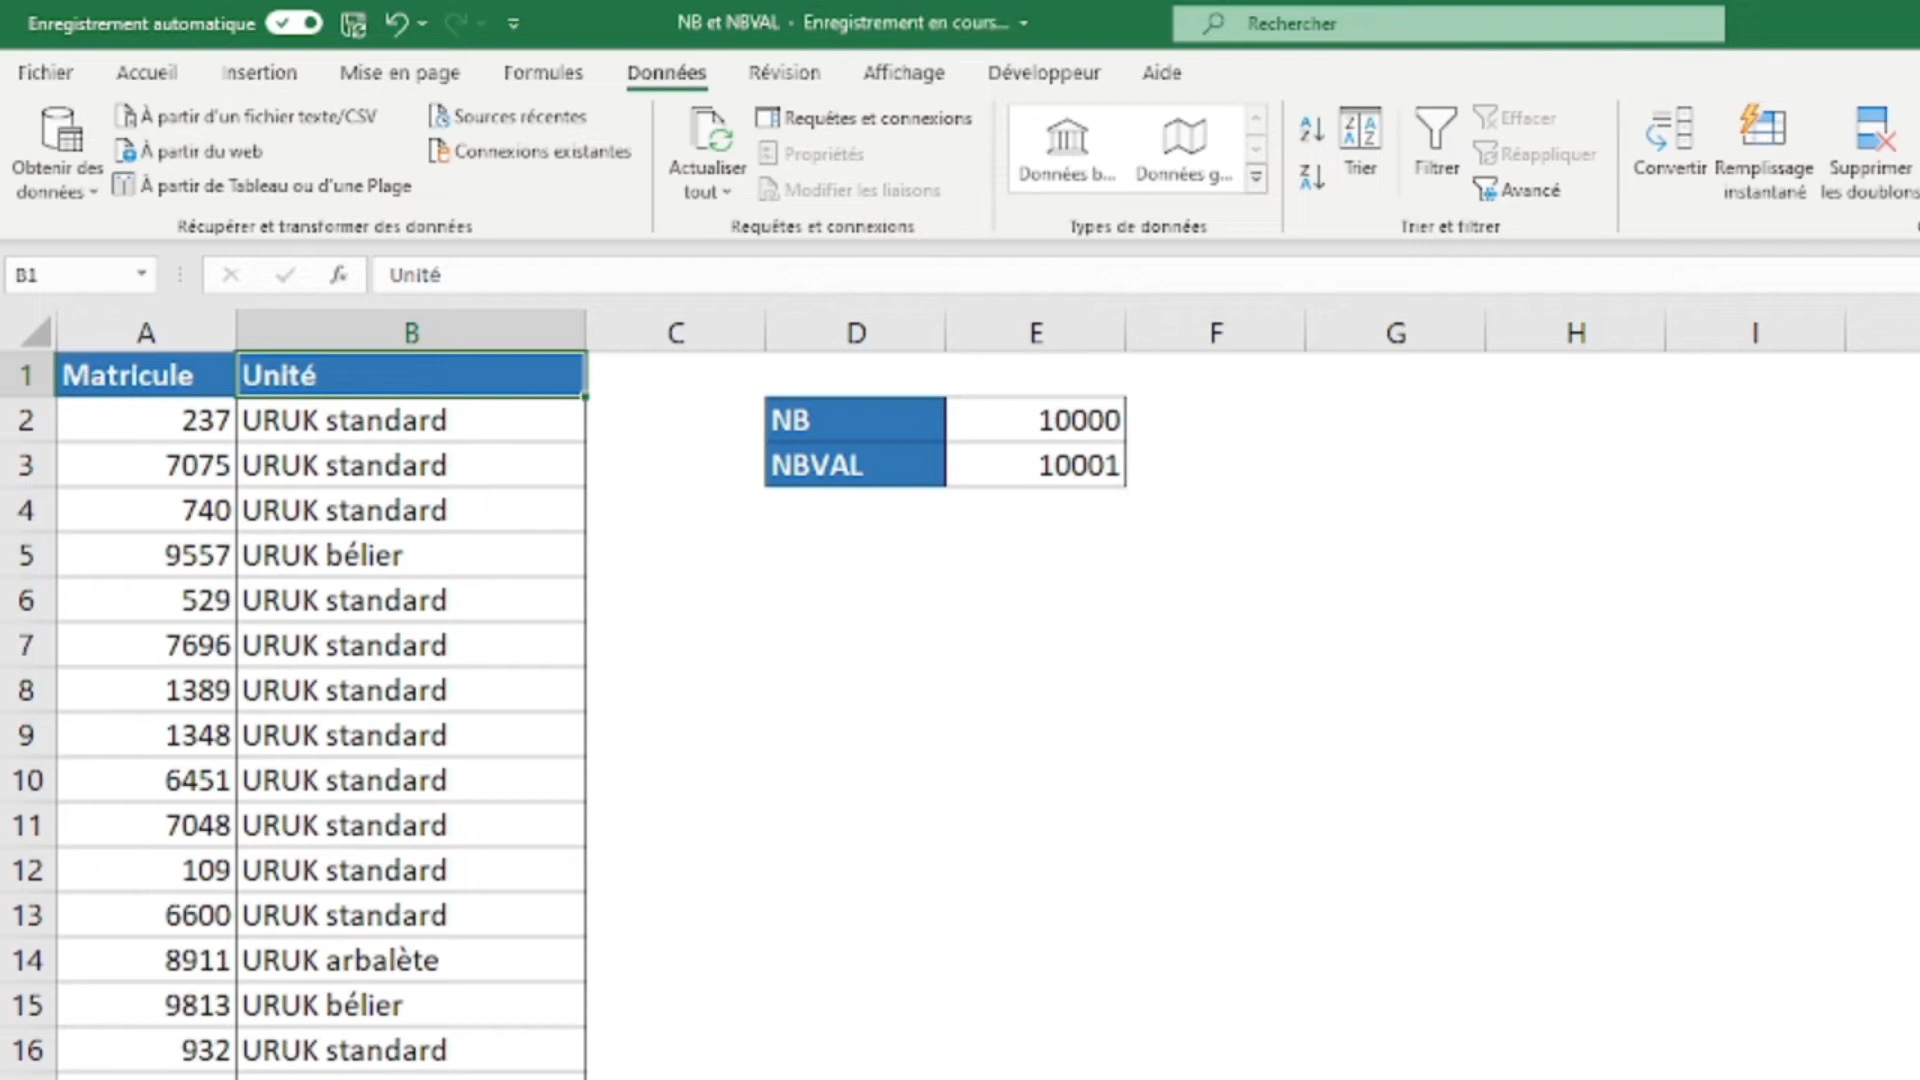 Enregistrement automatique
NB et NBVAL - Enregistrement en cours...
Rechercher
Fichier Accueil Insertion Mise en page Formules Données Révision Affichage Développeur Aide
Obtenir des données
À partir d'un fichier texte/CSV
À partir du web
À partir de Tableau ou d'une Plage
Sources récentes
Connexions existantes
Récupérer et transformer des données
Actualiser tout
Requêtes et connexions
Propriétés
Modifier les liaisons
Requêtes et connexions
Données b...
Données g...
Types de données
Trier
Filtrer
Effacer
Réappliquer
Avancé
Trier et filtrer
Convertir
Remplissage instantané
Supprimer les doublons
B1
fx
Unité
A B C D E F G H I
1 Matricule Unité
2 237 URUK standard NB 10000
3 7075 URUK standard NBVAL 10001
4 740 URUK standard
5 9557 URUK bélier
6 529 URUK standard
7 7696 URUK standard
8 1389 URUK standard
9 1348 URUK standard
10 6451 URUK standard
11 7048 URUK standard
12 109 URUK standard
13 6600 URUK standard
14 8911 URUK arbalète
15 9813 URUK bélier
16 932 URUK standard